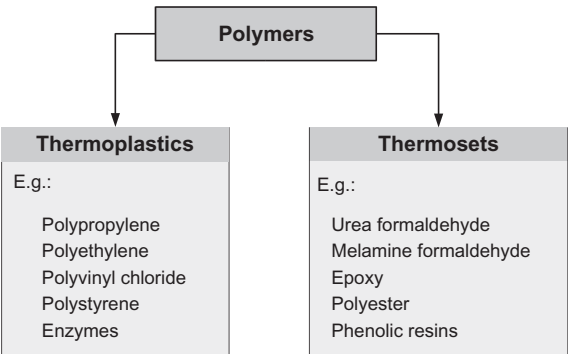 Polymers
Thermoplastics
E.g.:
Polypropylene
Polyethylene
Polyvinyl chloride
Polystyrene
Enzymes
Thermosets
E.g.:
Urea formaldehyde
Melamine formaldehyde
Epoxy
Polyester
Phenolic resins